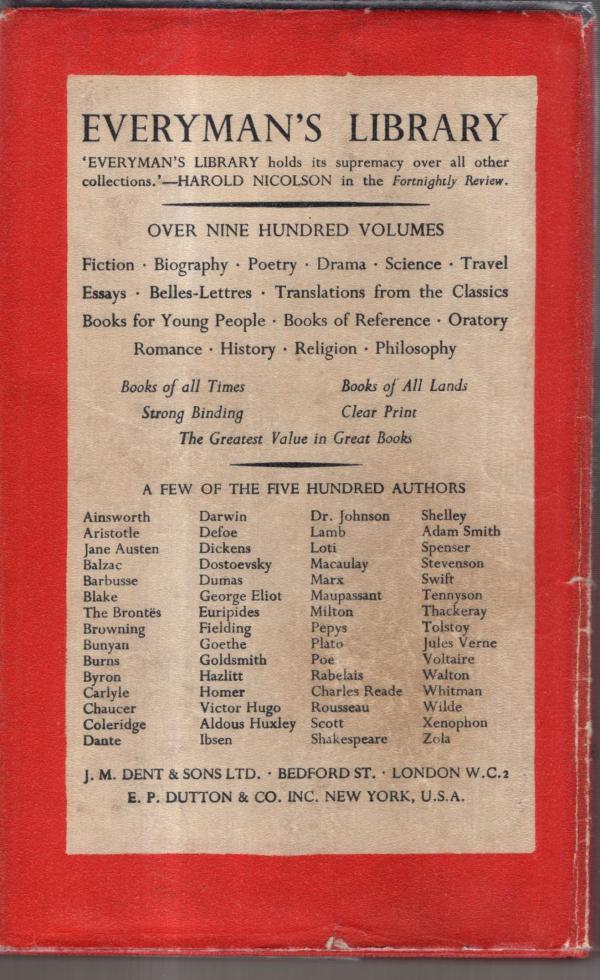 EVERYMAN'S LIBRARY
'EVERYMAN'S LIBRARY holds its supremacy over all other
collections.'—HAROLD NICOLSON in the Fortnightly Review.
OVER NINE HUNDRED VOLUMES
Fiction · Biography · Poetry · Drama · Science · Travel
Essays · Belles-Lettres · Translations from the Classics
Books for Young People · Books of Reference · Oratory
Romance · History · Religion · Philosophy
Books of all Times Books of All Lands
Strong Binding Clear Print
The Greatest Value in Great Books
A FEW OF THE FIVE HUNDRED AUTHORS
Ainsworth Darwin Dr. Johnson Shelley
Aristotle Defoe Lamb Adam Smith
Jane Austen Dickens Loti Spenser
Balzac Dostoevsky Macaulay Stevenson
Barbusse Dumas Marx Swift
Blake George Eliot Maupassant Tennyson
The Brontës Euripides Milton Thackeray
Browning Fielding Pepys Tolstoy
Bunyan Goethe Plato Jules Verne
Burns Goldsmith Poe Voltaire
Byron Hazlitt Rabelais Walton
Carlyle Homer Charles Reade Whitman
Chaucer Victor Hugo Rousseau Wilde
Coleridge Aldous Huxley Scott Xenophon
Dante Ibsen Shakespeare Zola
J. M. DENT & SONS LTD. · BEDFORD ST. · LONDON W.C.2
E. P. DUTTON & CO. INC. NEW YORK, U.S.A.